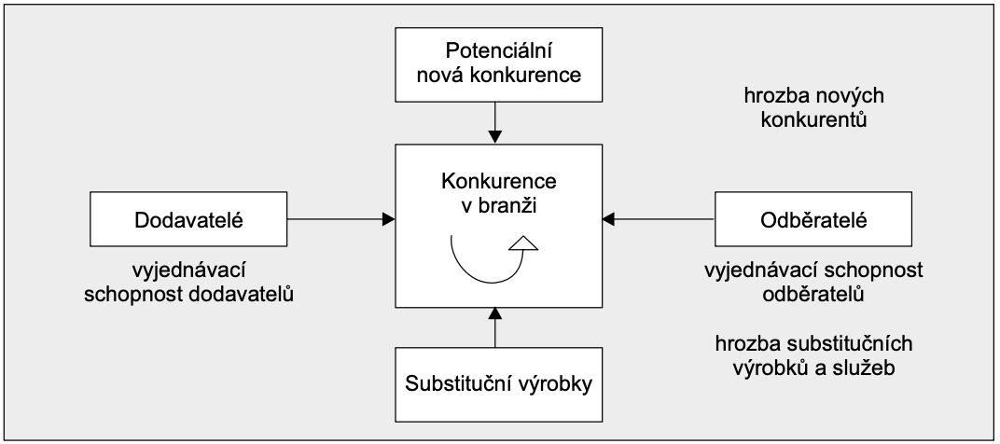 Potenciální
nová konkurence
hrozba nových
konkurentů
Konkurence
v branži
Dodavatelé
Odběratelé
vyjednávací
schopnost dodavatelů
vyjednávací schopnost
odběratelů
hrozba substitučních
výrobků a služeb
Substituční výrobky